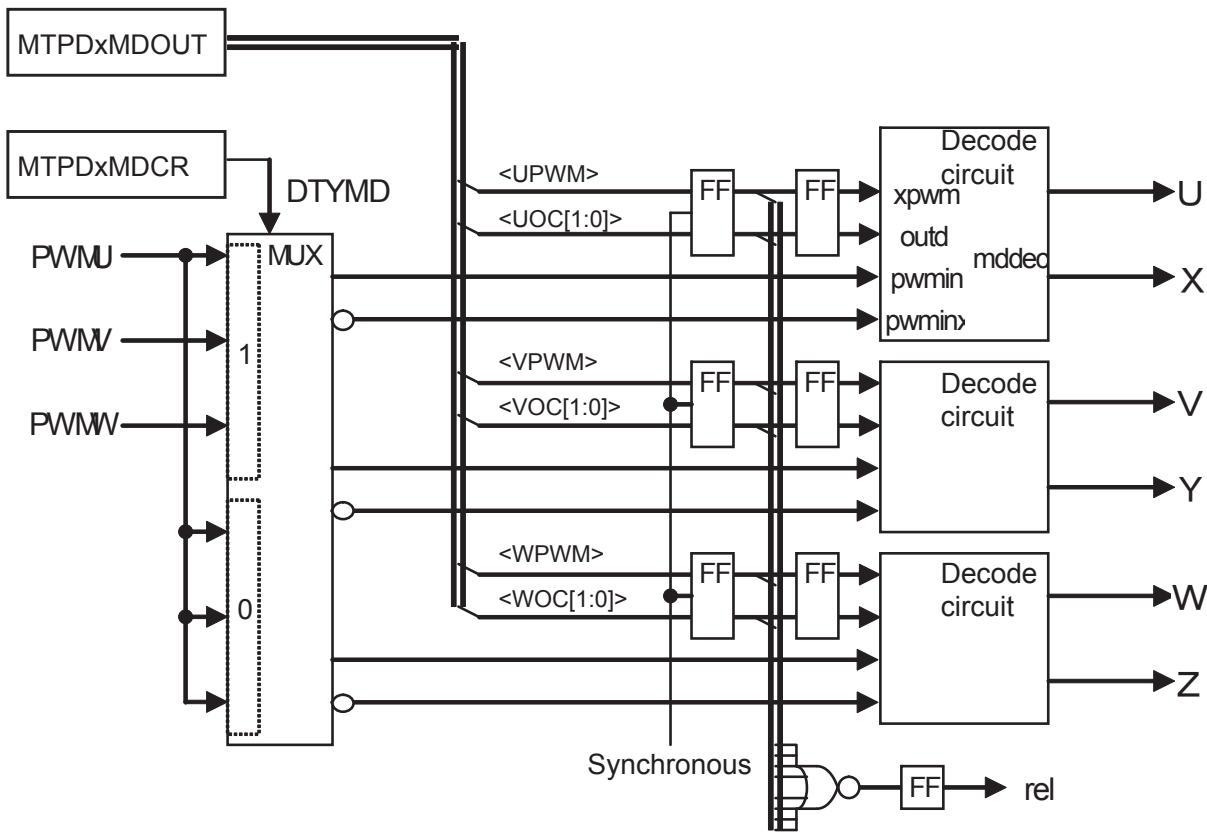 MTPDxMDOUT
MTPDxMDCR
DTYMD
MUX
PWMU
PWMV
PWMW
1
0
<UPWM>
<UOC[1:0]>
FF
FF
Decode
circuit
xpwm
outd
mddec
pwmin
pwminx
U
X
<VPWM>
<VOC[1:0]>
FF
FF
Decode
circuit
V
Y
<WPWM>
<WOC[1:0]>
FF
FF
Decode
circuit
W
Z
Synchronous
FF
rel